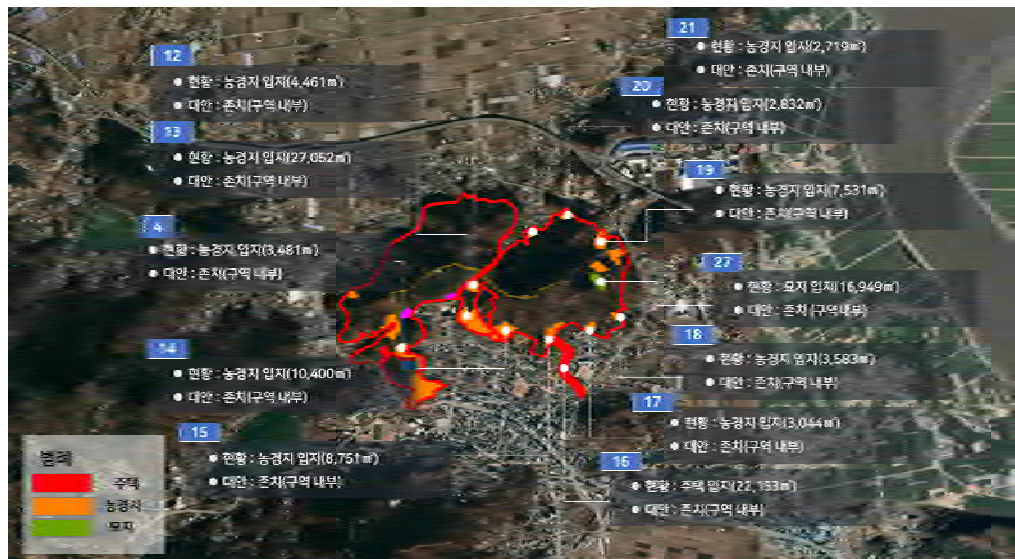 12
● 현황 : 농경지 입지(4,461㎡)
● 대안 : 존치(구역 내부)
13
● 현황 : 농경지 입지(27,052㎡)
● 대안 : 존치(구역 내부)
4
● 현황 : 농경지 입지(3,481㎡)
● 대안 : 존치(구역 내부)
14
● 현황 : 농경지 입지(10,400㎡)
● 대안 : 존치(구역 내부)
15
● 현황 : 농경지 입지(8,751㎡)
● 대안 : 존치(구역 내부)
범례
주택
농경지
묘지
21
● 현황 : 농경지 입지(2,719㎡)
● 대안 : 존치(구역 내부)
20
● 현황 : 농경지 입지(2,832㎡)
● 대안 : 존치(구역 내부)
19
● 현황 : 농경지 입지(7,531㎡)
● 대안 : 존치(구역 내부)
27
● 현황 : 묘지 입지(16,949㎡)
● 대안 : 존치(구역내부)
18
● 현황 : 농경지 입지(3,583㎡)
● 대안 : 존치(구역 내부)
17
● 현황 : 농경지 입지(3,044㎡)
● 대안 : 존치(구역 내부)
16
● 현황 : 주택 입지(22,153㎡)
● 대안 : 존치(구역 내부)